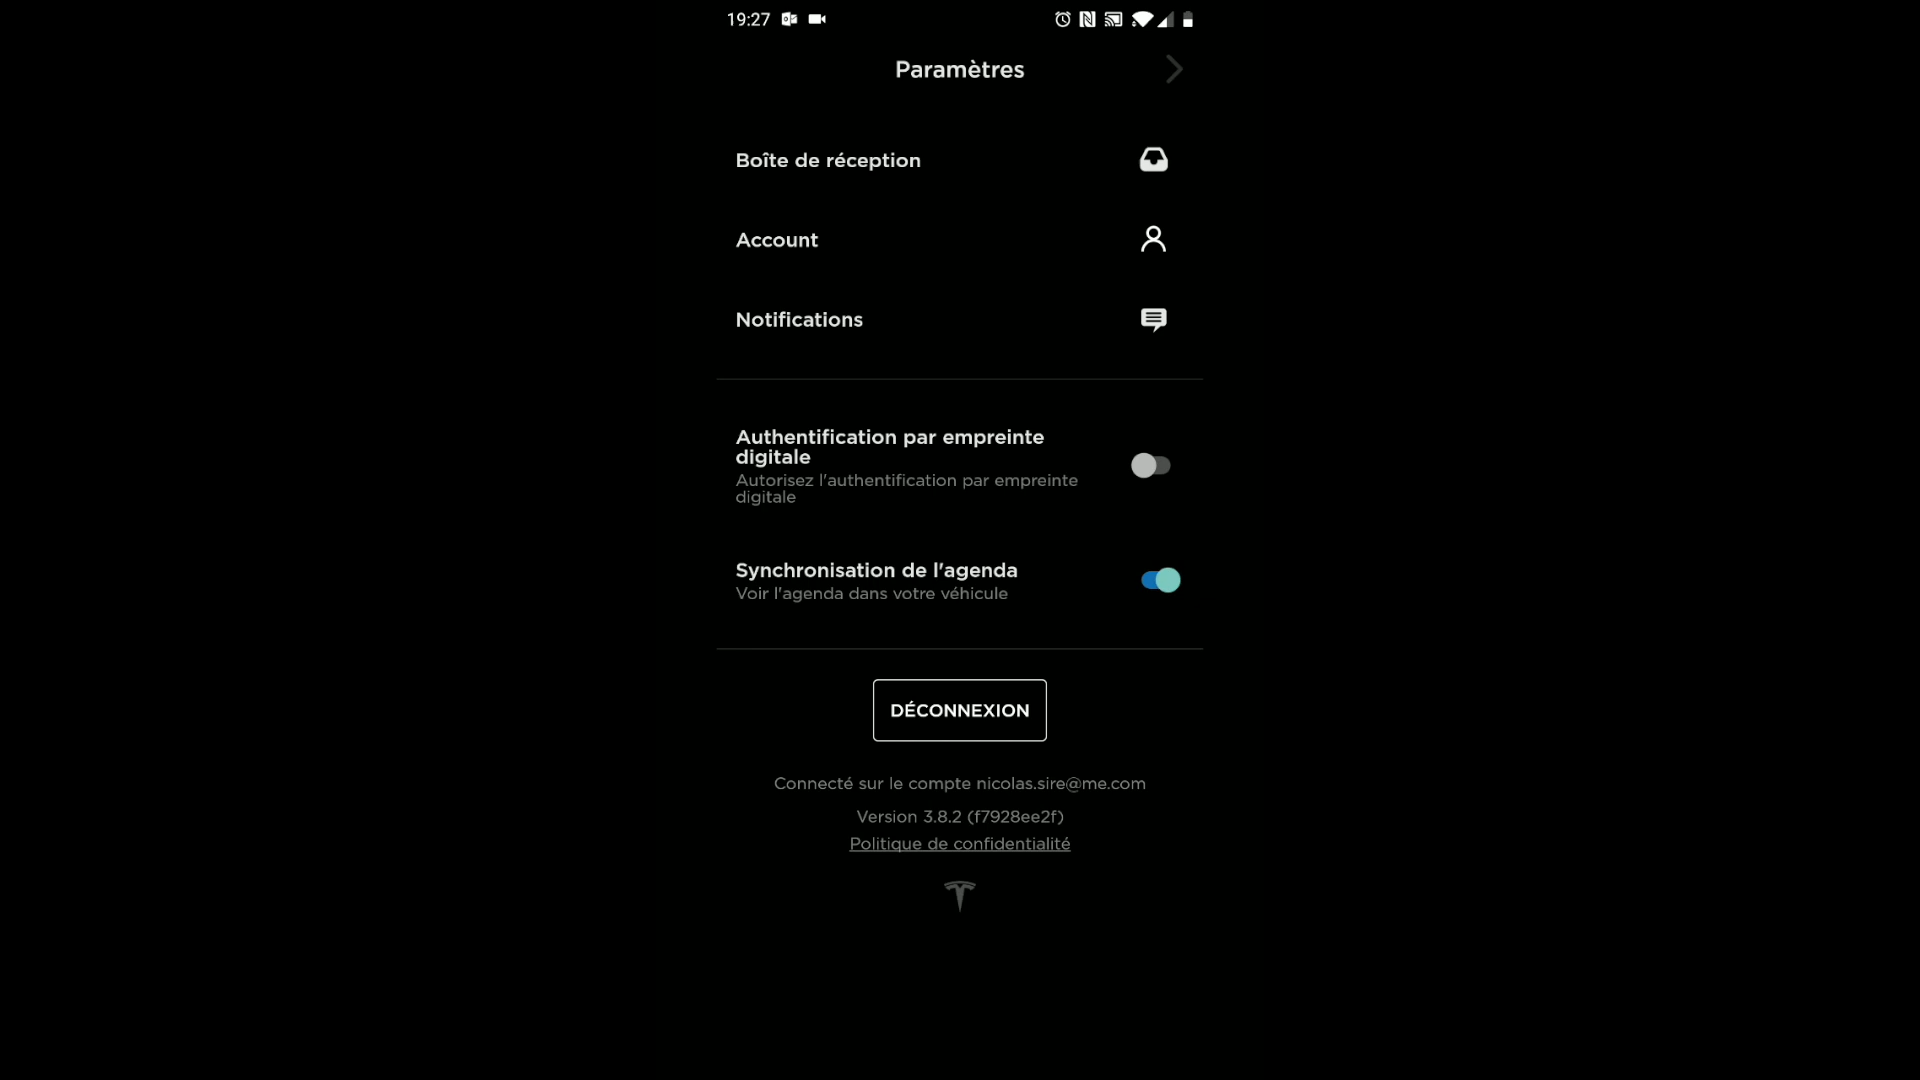 19:27
Paramètres
Boîte de réception
Account
Notifications
Authentification par empreinte
digitale
Autorisez l'authentification par empreinte
digitale
Synchronisation de l'agenda
Voir l'agenda dans votre véhicule
DÉCONNEXION
Connecté sur le compte nicolas.sire@me.com
Version 3.8.2 (f7928ee2f)
Politique de confidentialité